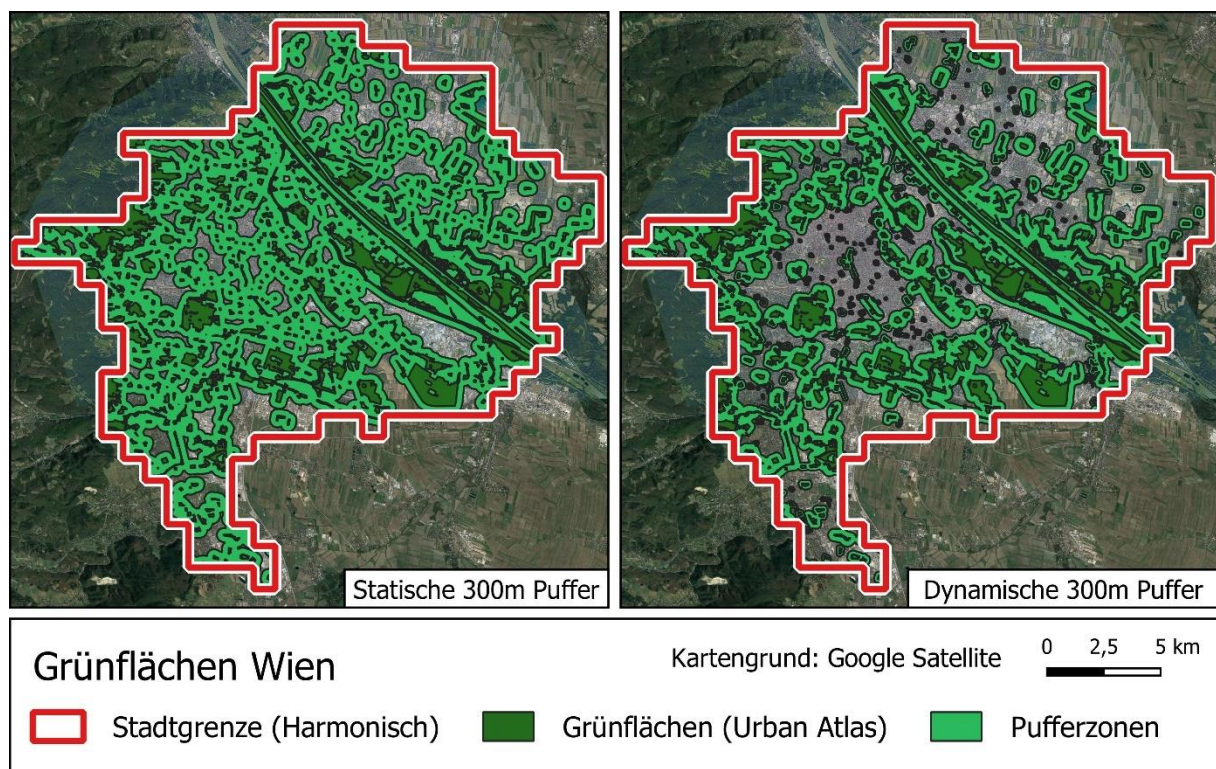 Statische 300m Puffer
Dynamische 300m Puffer
Grünflächen Wien
Kartengrund: Google Satellite
0 2,5 5 km
Stadtgrenze (Harmonisch)
Grünflächen (Urban Atlas)
Pufferzonen